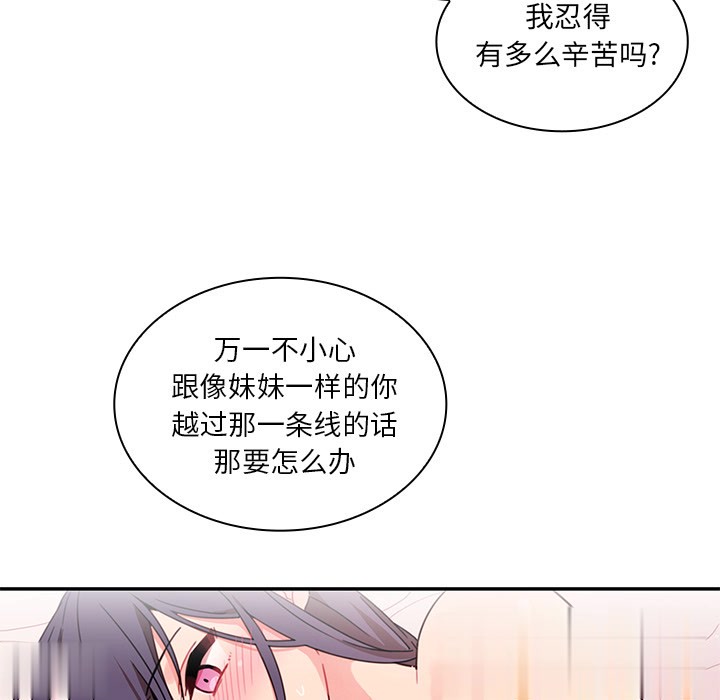 我忍得
有多么辛苦吗?
万一不小心
跟像妹妹一样的你
越过那一条线的话
那要怎么办